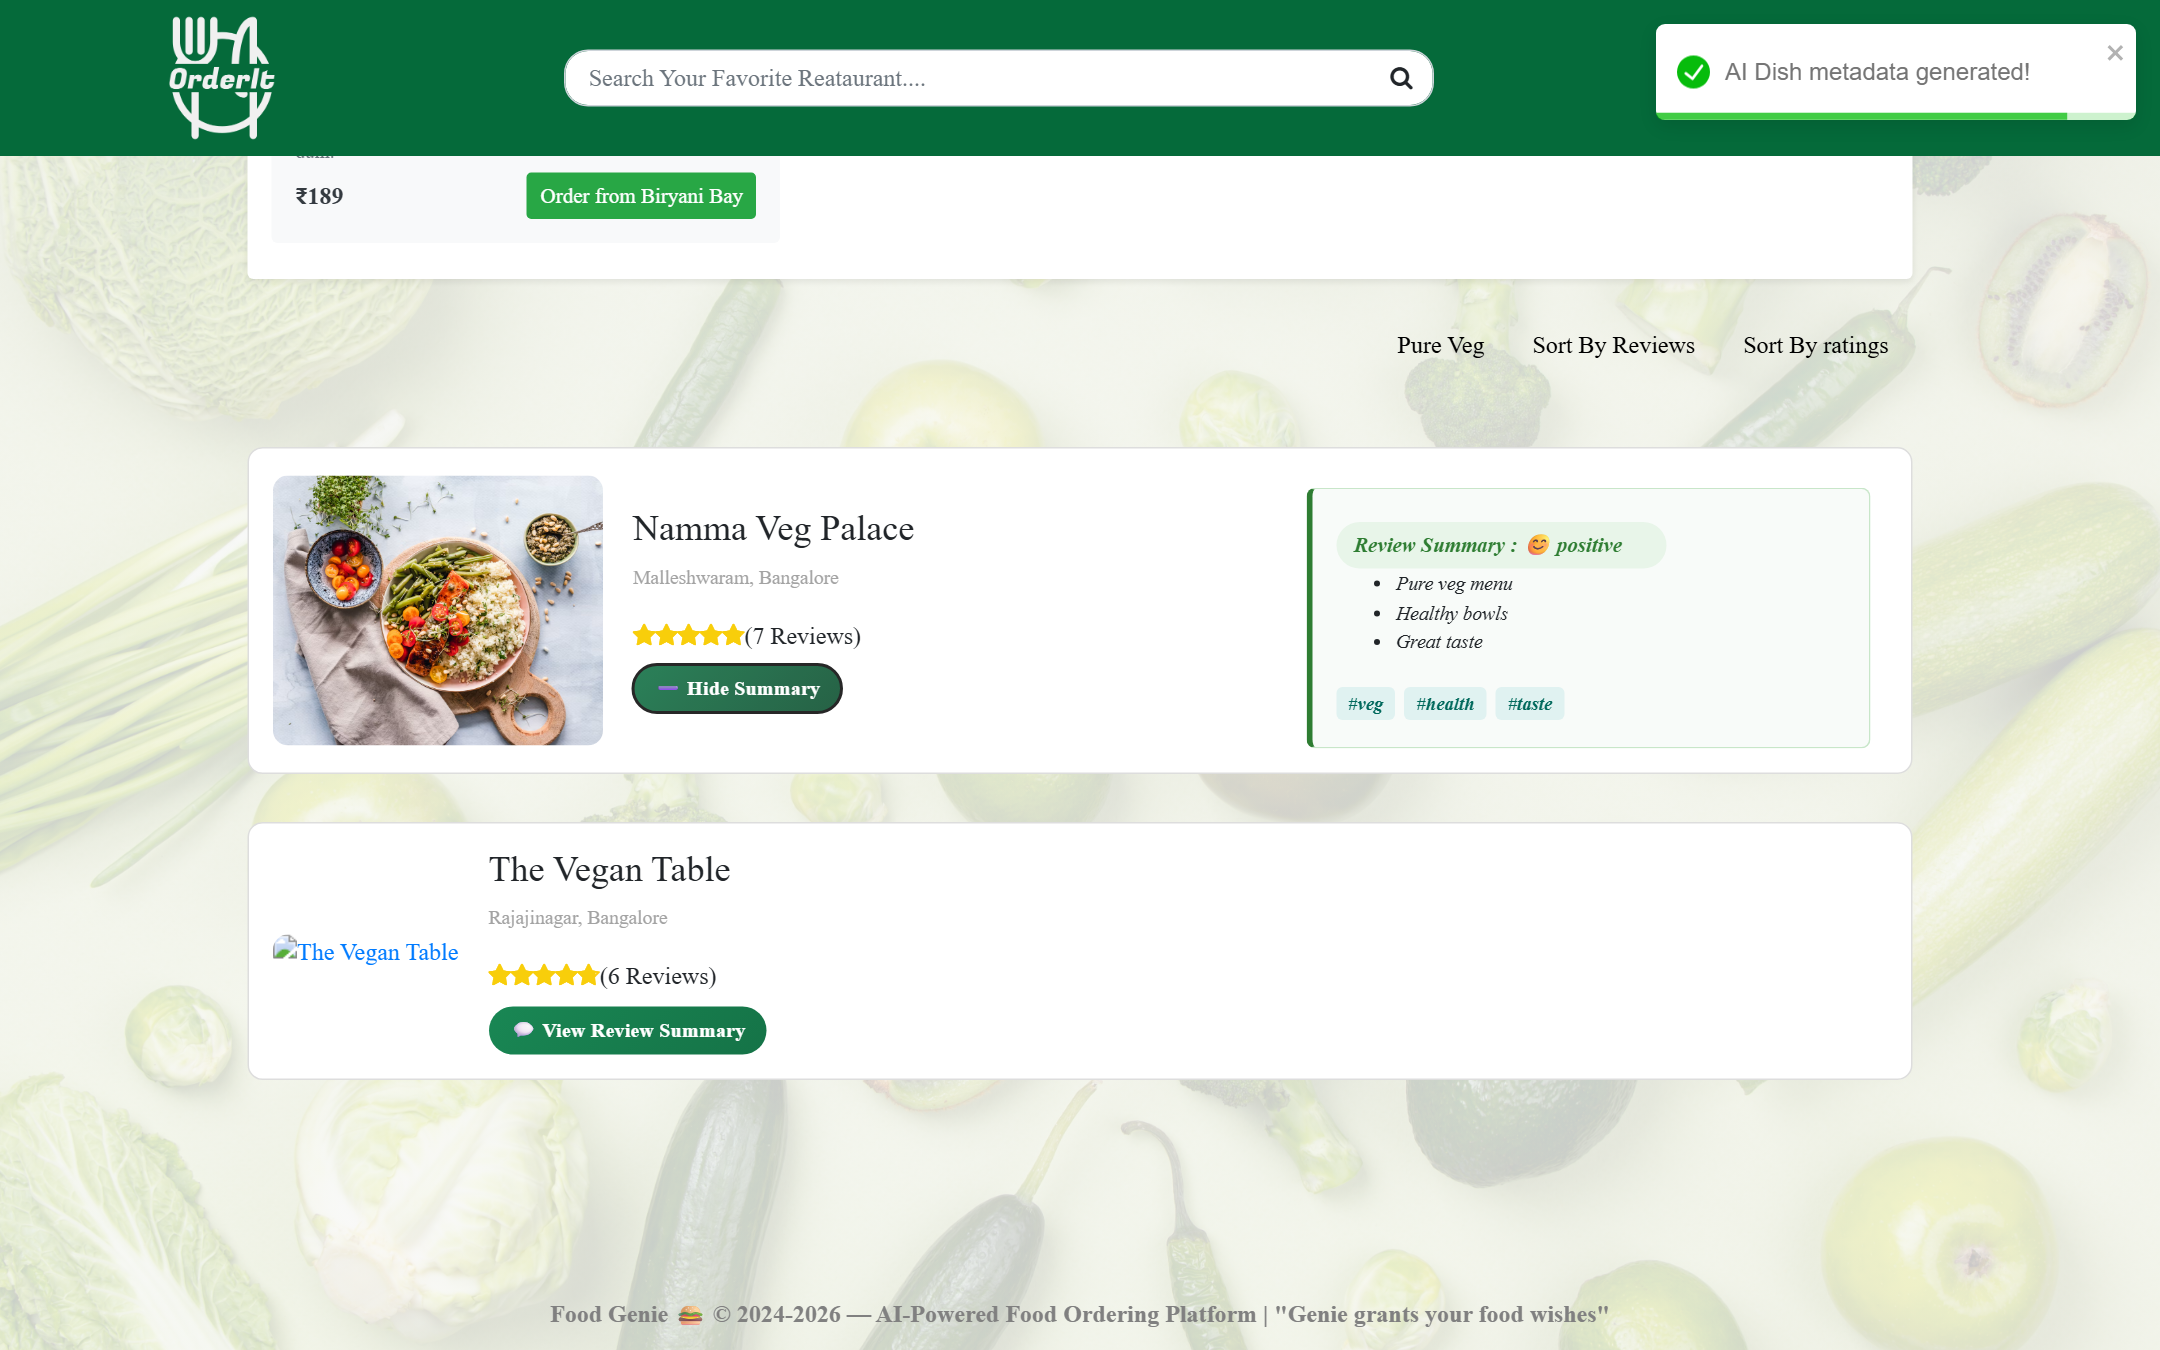 OrderIt
Search Your Favorite Reataurant....
AI Dish metadata generated!
₹189
Order from Biryani Bay
Pure Veg
Sort By Reviews
Sort By ratings
Namma Veg Palace
Malleshwaram, Bangalore
(7 Reviews)
Hide Summary
Review Summary : 😊 positive
Pure veg menu
Healthy bowls
Great taste
#veg
#health
#taste
The Vegan Table
The Vegan Table
Rajajinagar, Bangalore
(6 Reviews)
View Review Summary
Food Genie 🍔 © 2024-2026 — AI-Powered Food Ordering Platform | "Genie grants your food wishes"